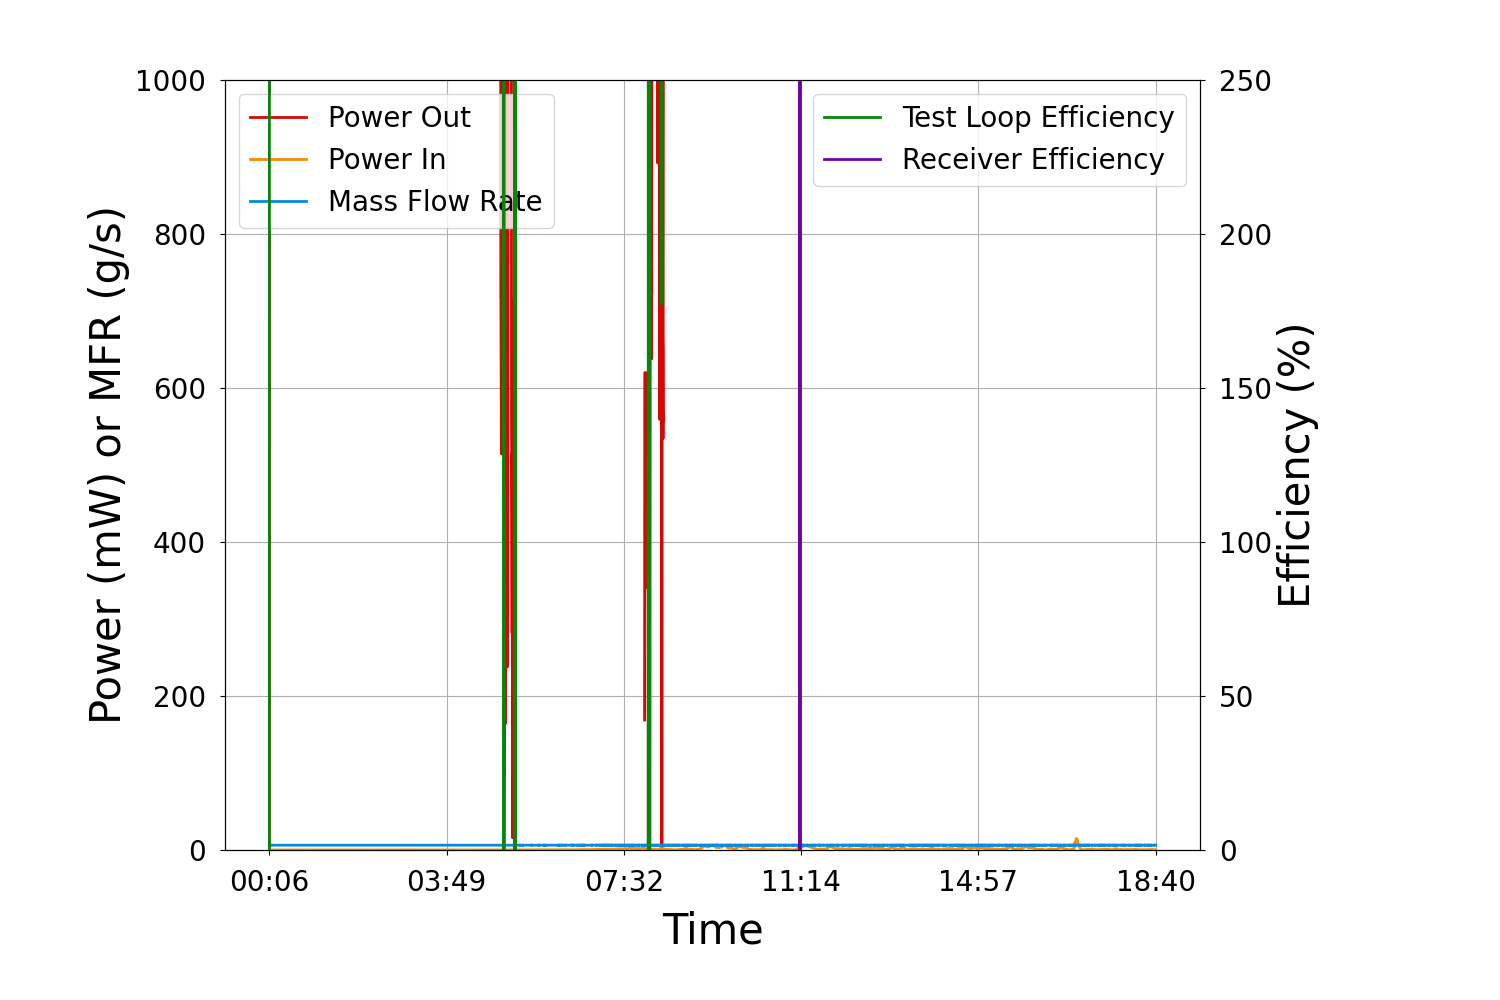 1000
800
600
400
200
0
Power (mW) or MFR (g/s)
Power Out
Power In
Mass Flow Rate
Test Loop Efficiency
Receiver Efficiency
250
200
150
100
50
0
Efficiency (%)
00:06 03:49 07:32 11:14 14:57 18:40
Time